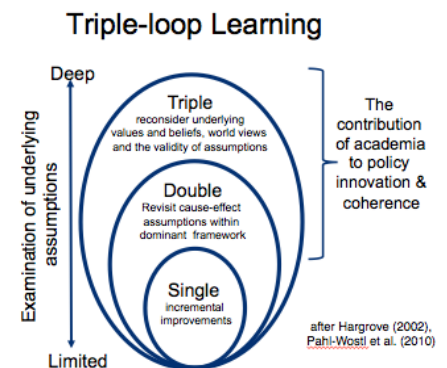 Triple-loop Learning
Deep
Examination of underlying
assumptions
Limited
Triple
reconsider underlying
values and beliefs, world views
and the validity of assumptions
Double
Revisit cause-effect
assumptions within
dominant framework
Single
incremental
improvements
The
contribution
of academia
to policy
innovation &
coherence
after Hargrove (2002),
Pahl-Wostl et al. (2010)